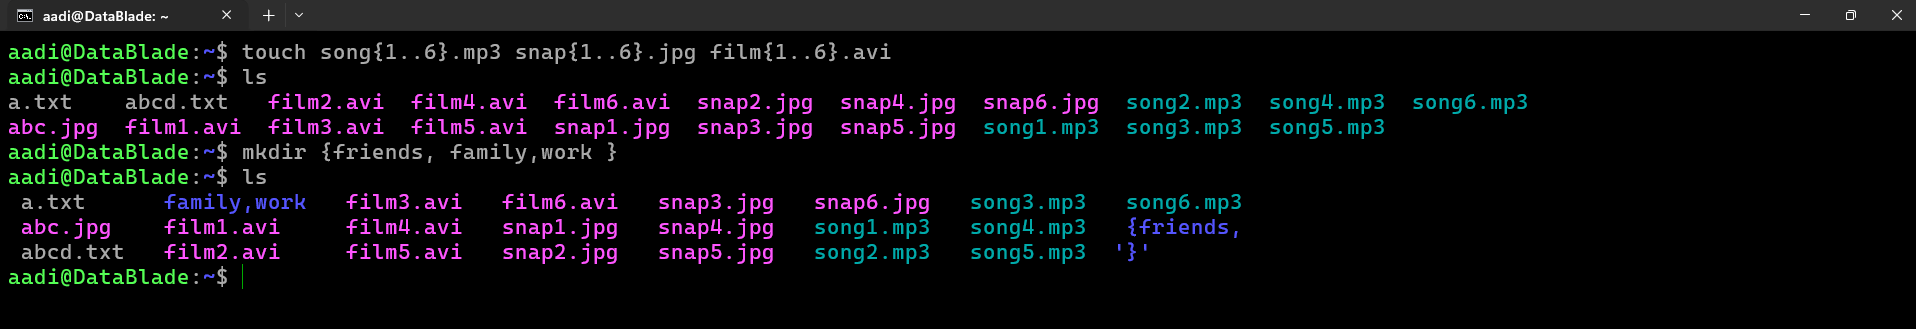 aadi@DataBlade: ~
aadi@DataBlade:~$ touch song{1..6}.mp3 snap{1..6}.jpg film{1..6}.avi
aadi@DataBlade:~$ ls
a.txt    abcd.txt   film2.avi  film4.avi  film6.avi  snap2.jpg  snap4.jpg  snap6.jpg  song2.mp3  song4.mp3  song6.mp3
abc.jpg  film1.avi  film3.avi  film5.avi  snap1.jpg  snap3.jpg  snap5.jpg  song1.mp3  song3.mp3  song5.mp3
aadi@DataBlade:~$ mkdir {friends, family,work }
aadi@DataBlade:~$ ls
 a.txt      family,work   film3.avi   film6.avi   snap3.jpg   snap6.jpg   song3.mp3   song6.mp3
 abc.jpg    film1.avi     film4.avi   snap1.jpg   snap4.jpg   song1.mp3   song4.mp3   {friends,
 abcd.txt   film2.avi     film5.avi   snap2.jpg   snap5.jpg   song2.mp3   song5.mp3  '}'
aadi@DataBlade:~$